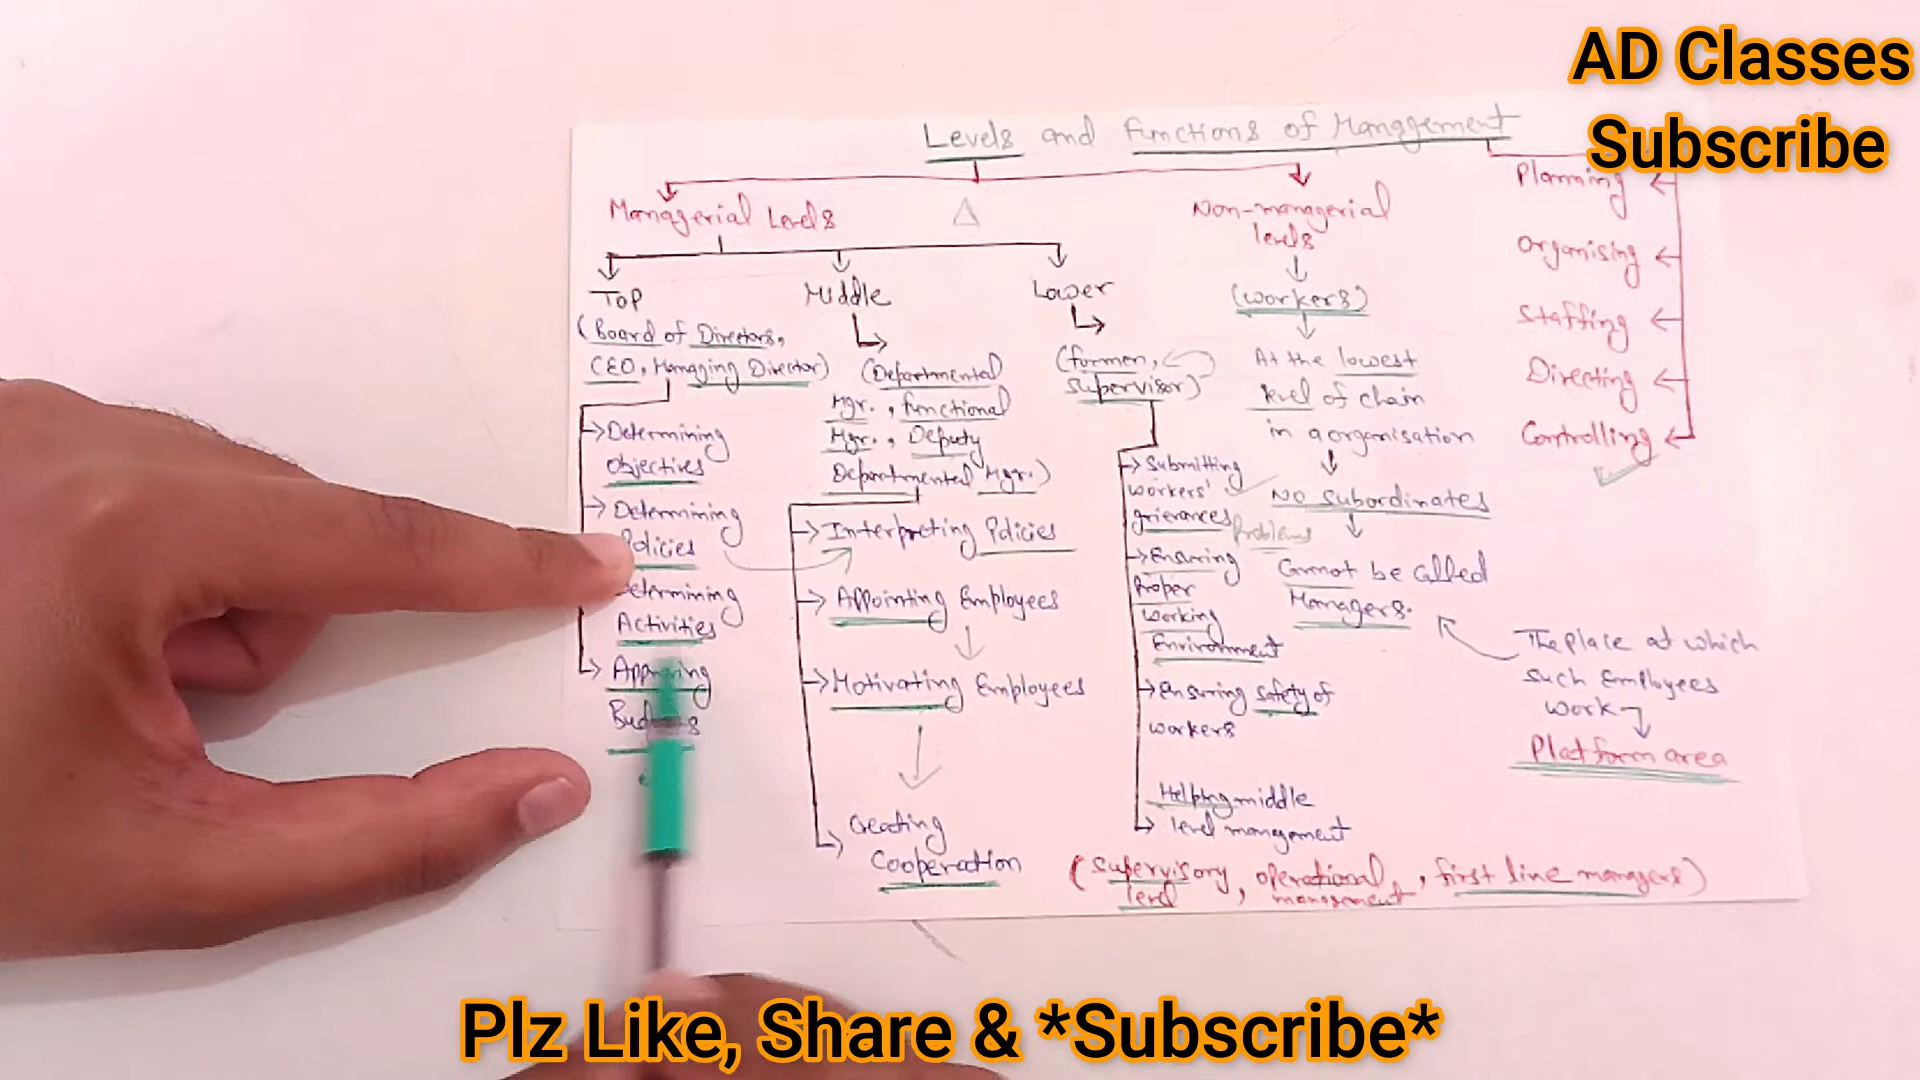 AD Classes
Subscribe
Levels and functions of Management
Managerial Levels
Top
(Board of Directors,
CEO, Managing Director)
Determining
objectives
Determining
Policies
Determining
Activities
Middle
(Departmental
Mgr., functional
Mgr., Deputy
Departmental Mgr.)
Interpreting Policies
Appointing Employees
Motivating Employees
Creating
Cooperation
Lower
(formen,
supervisor)
Submitting
workers'
grievances Problems
Ensuring
Proper
working
Environment
Ensuring safety of
workers
Helping middle
level management
(Supervisory, operational, first line managers)
level, management
Non-managerial
levels
(workers)
At the lowest
level of chain
in a organisation
No subordinates
Cannot be called
Managers.
The place at which
such Employees
work
Platform area
Planning
Organising
Staffing
Directing
Controlling
Plz Like, Share & *Subscribe*